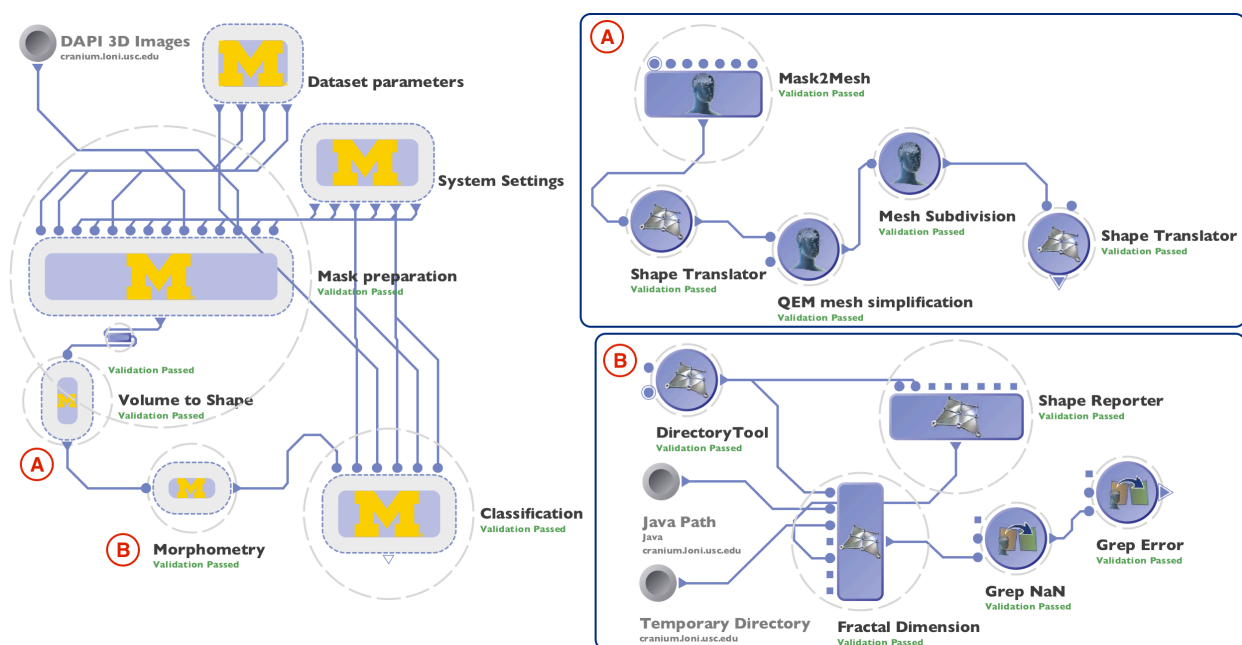 DAPI 3D Images
cranium.loni.usc.edu
M
Dataset parameters
M
System Settings
M
Mask preparation
Validation Passed
Validation Passed
M
Volume to Shape
Validation Passed
A
M
B
Morphometry
Validation Passed
M
Classification
Validation Passed
A
Mask2Mesh
Validation Passed
Shape Translator
Validation Passed
QEM mesh simplification
Validation Passed
Mesh Subdivision
Validation Passed
Shape Translator
Validation Passed
B
DirectoryTool
Validation Passed
Shape Reporter
Validation Passed
Java Path
Java
cranium.loni.usc.edu
Temporary Directory
cranium.loni.usc.edu
Fractal Dimension
Validation Passed
Grep NaN
Validation Passed
Grep Error
Validation Passed